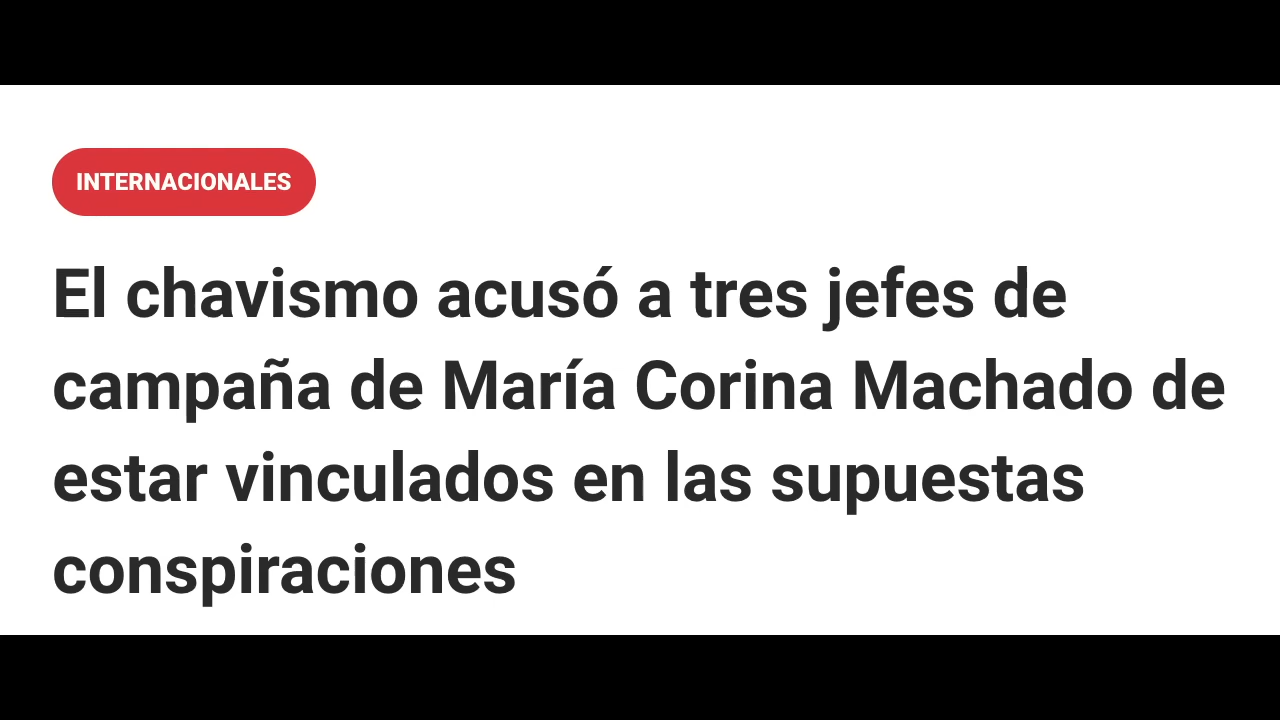 INTERNACIONALES
El chavismo acusó a tres jefes de
campaña de María Corina Machado de
estar vinculados en las supuestas
conspiraciones